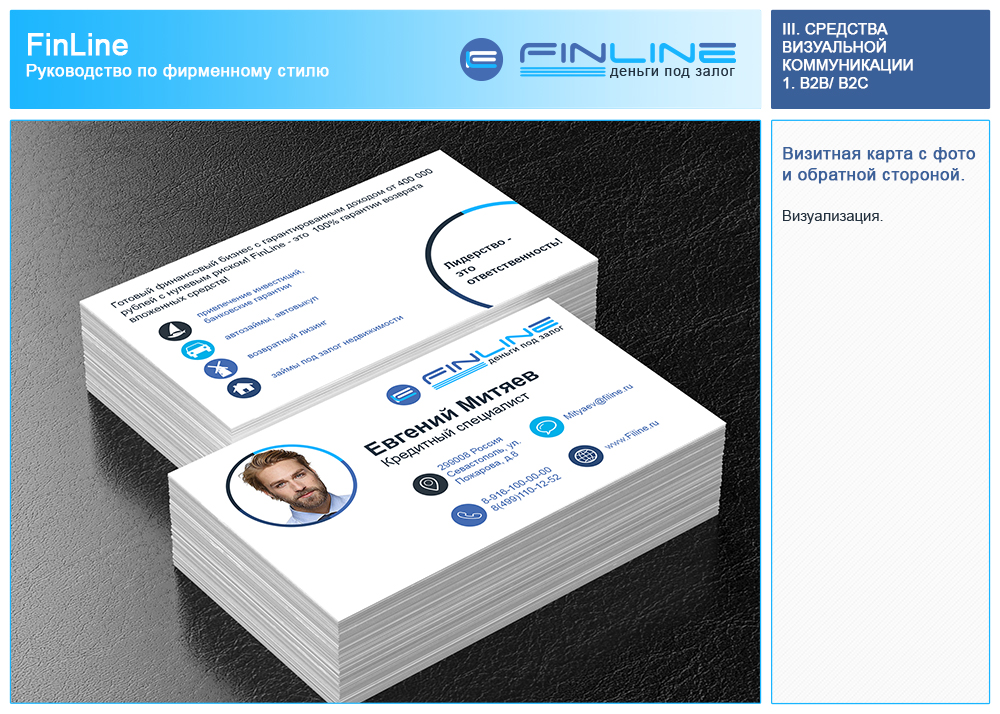 FinLine
Руководство по фирменному стилю
FINLINE
деньги под залог
III. СРЕДСТВА
ВИЗУАЛЬНОЙ
КОММУНИКАЦИИ
1. B2B/ B2C
Визитная карта с фото
и обратной стороной.
Визуализация.
Готовый финансовый бизнес с гарантированным доходом от 400 000
рублей с нулевым риском! FinLine - это 100% гарантии возврата
вложенных средств!
привлечение инвестиций,
банковские гарантии
автозаймы, автовыкуп
возвратный лизинг
займы под залог недвижимости
Лидерство -
это
ответственность!
FINLINE
деньги под залог
Евгений Митяев
Кредитный специалист
299008 Россия
Севастополь, ул.
Пожарова, д.6
8-916-100-00-00
8(499)110-12-52
Mityaev@filine.ru
www.Filine.ru